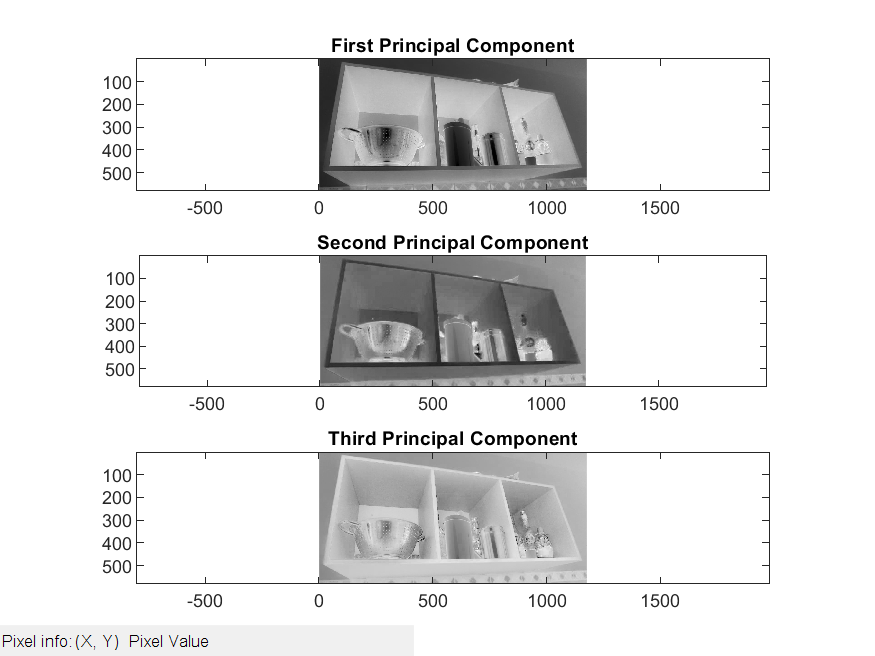 First Principal Component
100
200
300
400
500
-500 0 500 1000 1500
Second Principal Component
100
200
300
400
500
-500 0 500 1000 1500
Third Principal Component
100
200
300
400
500
-500 0 500 1000 1500
Pixel info: (X, Y) Pixel Value